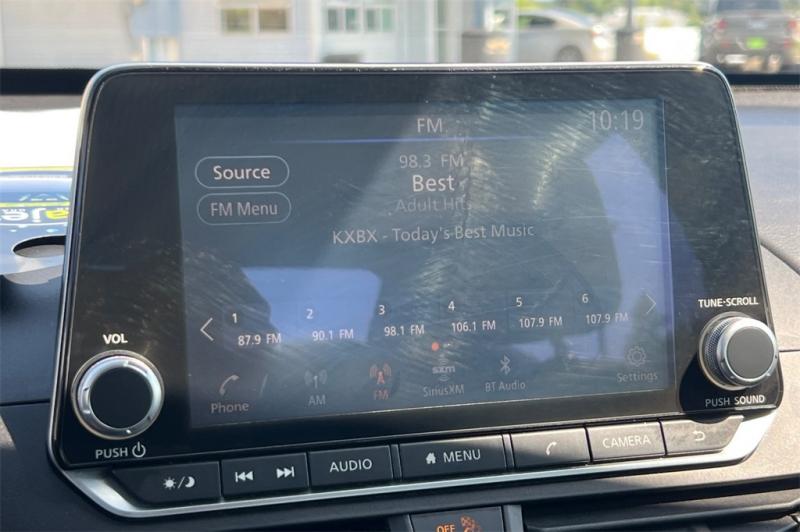 FM
10:19
Source
98.3 FM
Best
FM Menu
Adult Hits
KXBX - Today's Best Music
1 2 3 4 5 6
87.9 FM 90.1 FM 98.1 FM 106.1 FM 107.9 FM 107.9 FM
Phone AM FM sxm SiriusXM BT Audio Settings
VOL
PUSH
TUNE·SCROLL
PUSH SOUND
AUDIO MENU CAMERA
OFF